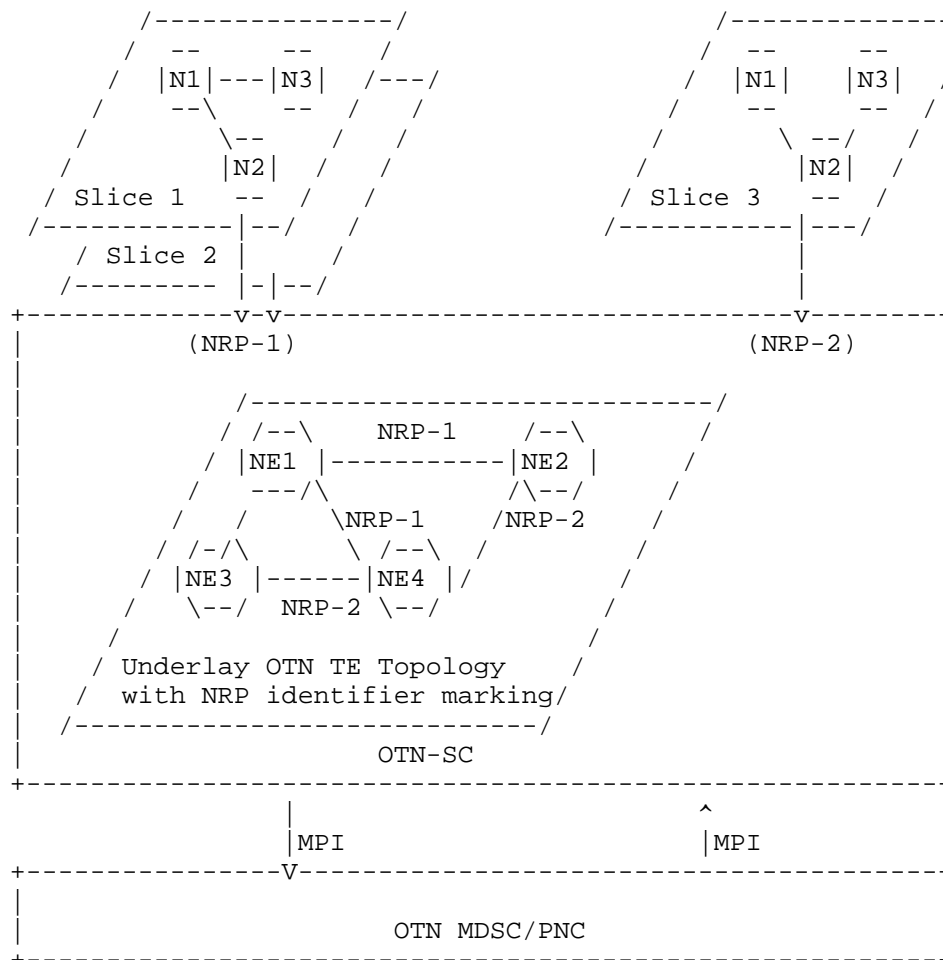 N1 N3 N1 N3
N2 N2
Slice 1 Slice 3
Slice 2
(NRP-1) (NRP-2)
NRP-1
NE1 NE2
NRP-1 NRP-2
NE3 NE4
NRP-2
Underlay OTN TE Topology
with NRP identifier marking
OTN-SC
MPI MPI
OTN MDSC/PNC